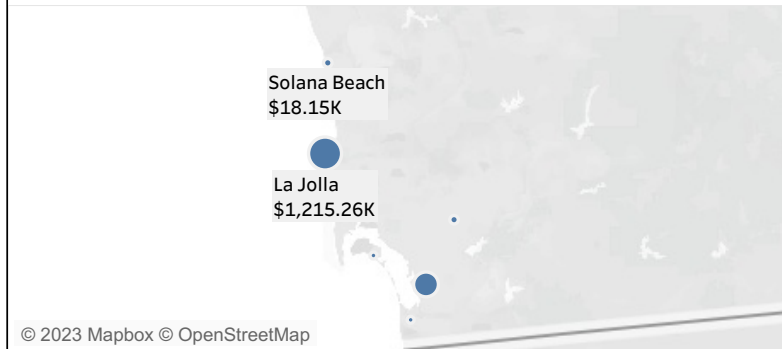 Solana Beach
$18.15K
La Jolla
$1,215.26K
© 2023 Mapbox © OpenStreetMap